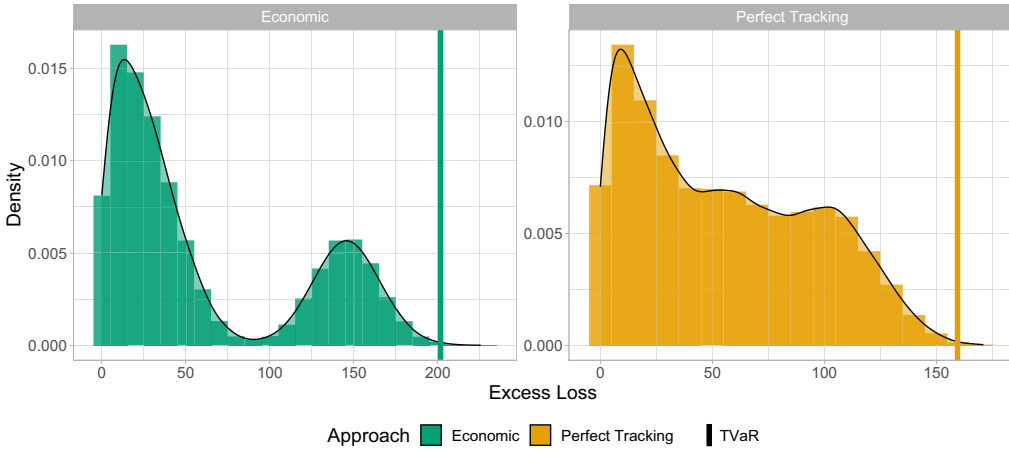 Economic
Perfect Tracking
Density
0.015
0.010
0.005
0.000
0.010
0.005
0.000
0 50 100 150 200
0 50 100 150
Excess Loss
Approach Economic Perfect Tracking TVaR